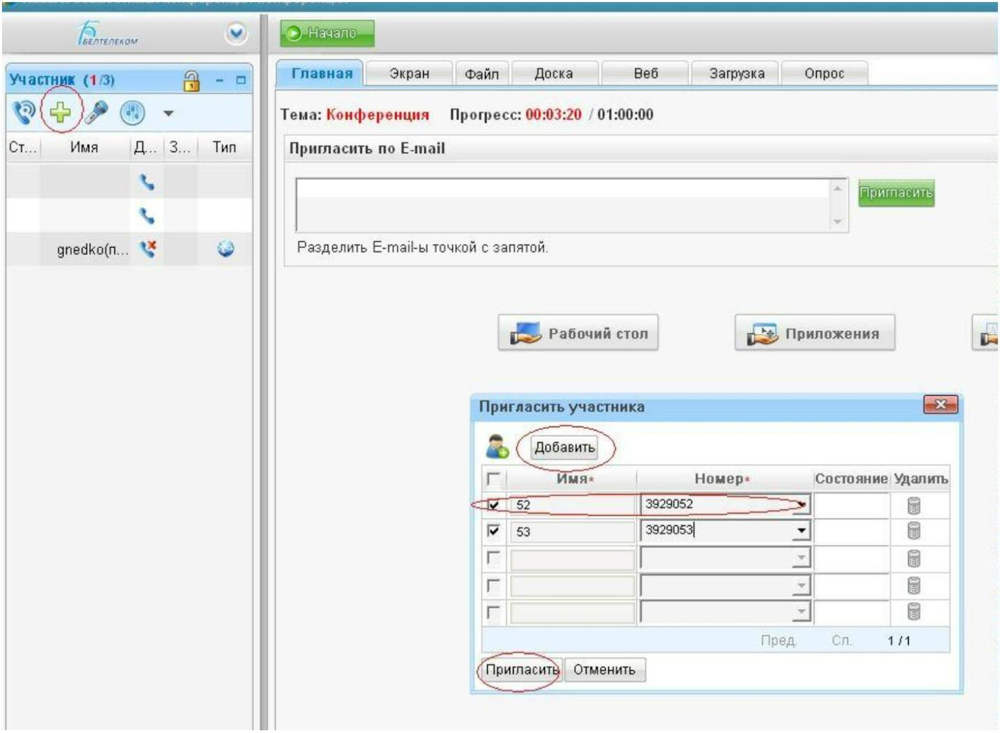 БЕЛТЕЛЕКОМ
Начало
Участник (1/3)
Главная Экран Файл Доска Веб Загрузка Опрос
Тема: Конференция Прогресс: 00:03:20 / 01:00:00
Ст... Имя Д... З... Тип
Пригласить по E-mail
Пригласить
gnedko(п...
Разделить E-mail-ы точкой с запятой.
Рабочий стол Приложения
Пригласить участника
Добавить
Имя* Номер* Состояние Удалить
52 3929052
53 3929053
Пред. Сл. 1 /1
Пригласить Отменить